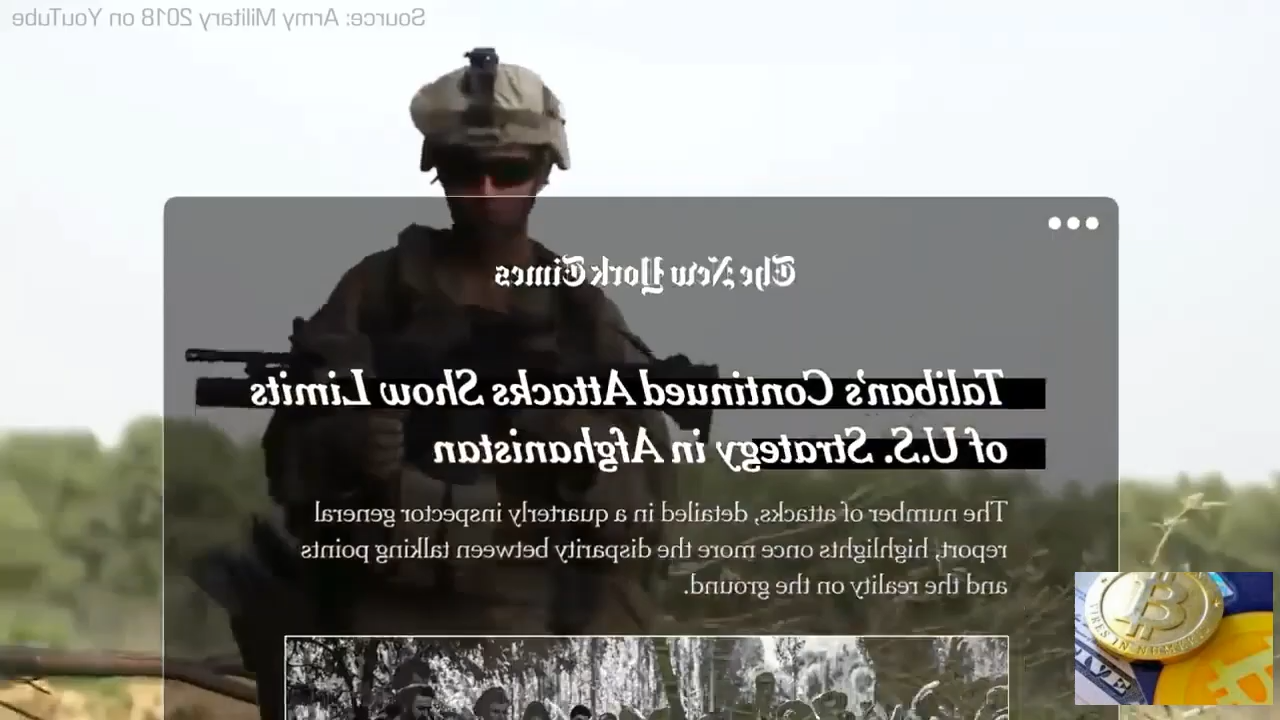 Source: Army Military 2018 on YouTube
The New York Times
Taliban's Continued Attacks Show Limits
of U.S. Strategy in Afghanistan
The number of attacks, detailed in a quarterly inspector general
report, highlights once more the disparity between talking points
and the reality on the ground.